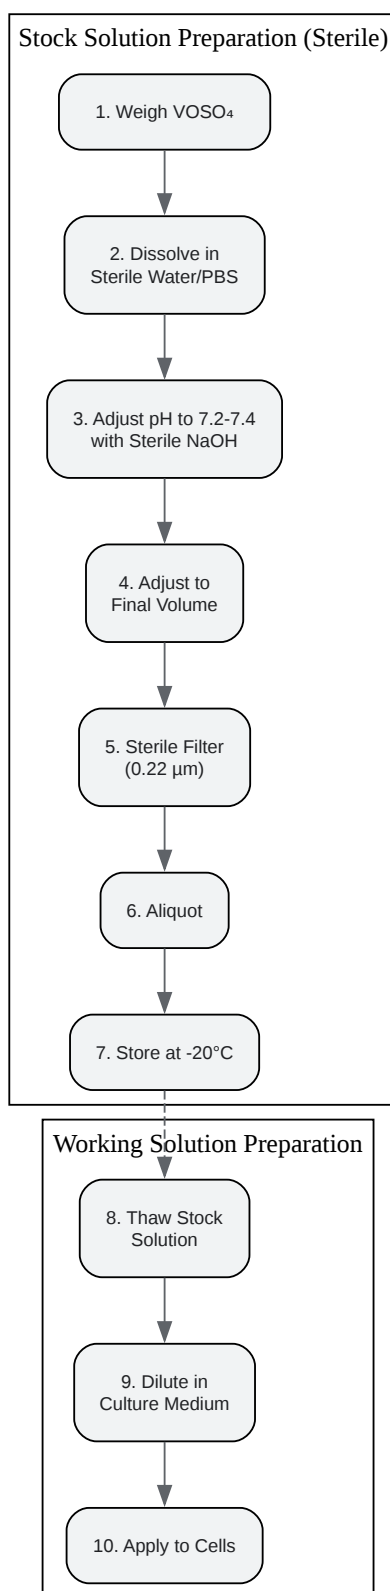 Stock Solution Preparation (Sterile)
1. Weigh VOSO₄
2. Dissolve in
Sterile Water/PBS
3. Adjust pH to 7.2-7.4
with Sterile NaOH
4. Adjust to
Final Volume
5. Sterile Filter
(0.22 µm)
6. Aliquot
7. Store at -20°C
Working Solution Preparation
8. Thaw Stock
Solution
9. Dilute in
Culture Medium
10. Apply to Cells